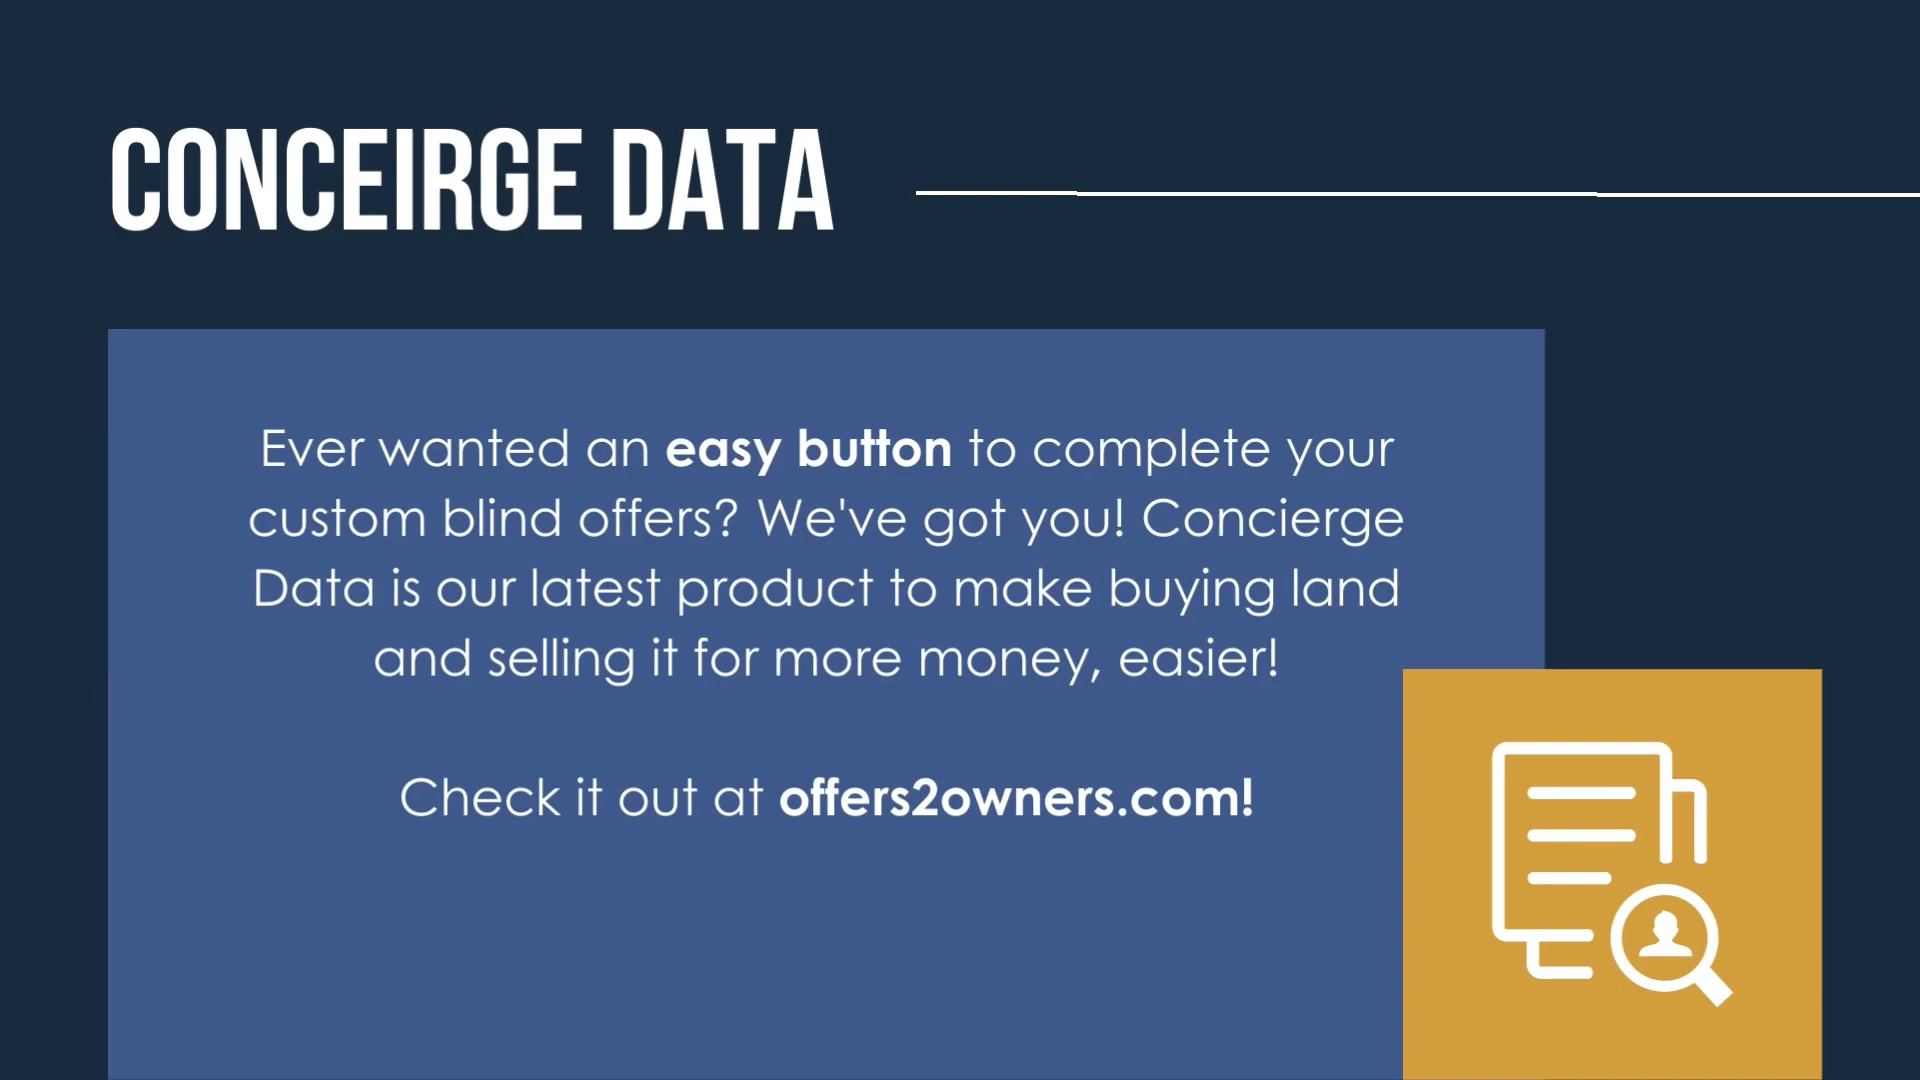 CONCEIRGE DATA
Ever wanted an easy button to complete your
custom blind offers? We've got you! Concierge
Data is our latest product to make buying land
and selling it for more money, easier!
Check it out at offers2owners.com!